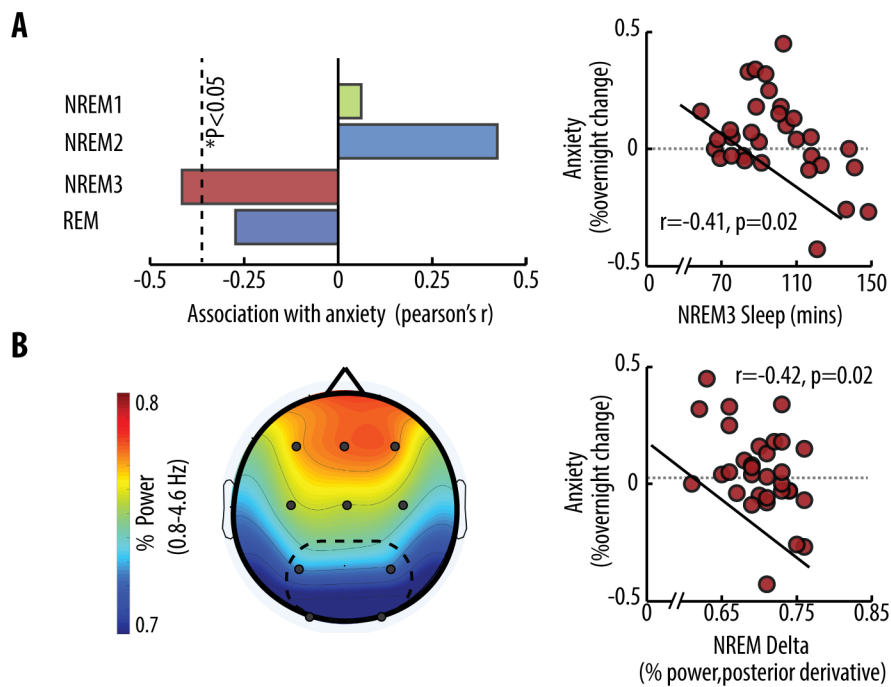 A
NREM1
NREM2
NREM3
REM
*P<0.05
-0.5
-0.25
0
0.25
0.5
Association with anxiety (pearson's r)
Anxiety
(%overnight change)
0.5
0
-0.5
r=-0.41, p=0.02
0
70
110
150
NREM3 Sleep (mins)
B
0.8
0.7
% Power
(0.8-4.6 Hz)
Anxiety
(%overnight change)
0.5
0
-0.5
r=-0.42, p=0.02
0
0.65
0.75
0.85
NREM Delta
(% power,posterior derivative)